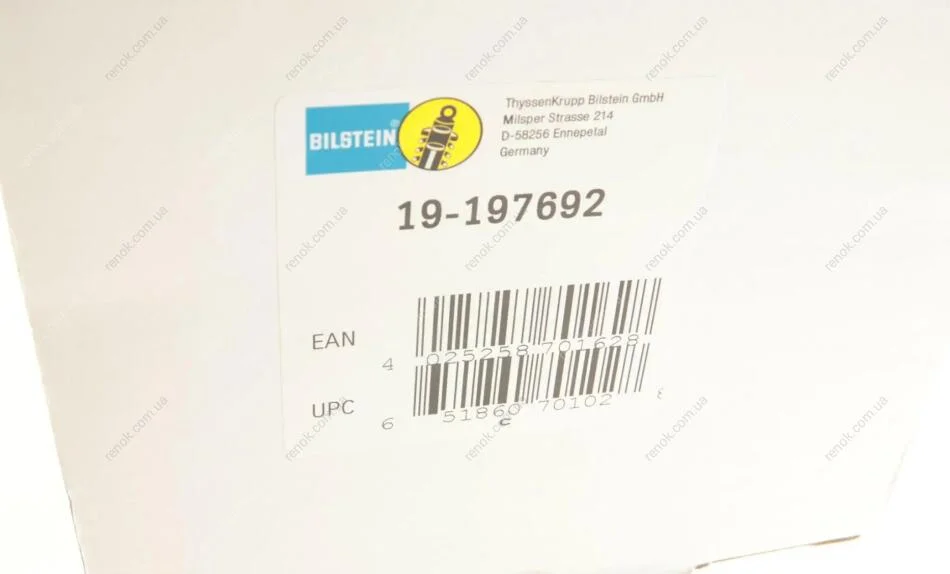 BILSTEIN®
ThyssenKrupp Bilstein GmbH
Milsper Strasse 214
D-58256 Ennepetal
Germany
19-197692
EAN
4 025258 701628
UPC
6 51860 70102 8
c
renok.com.ua